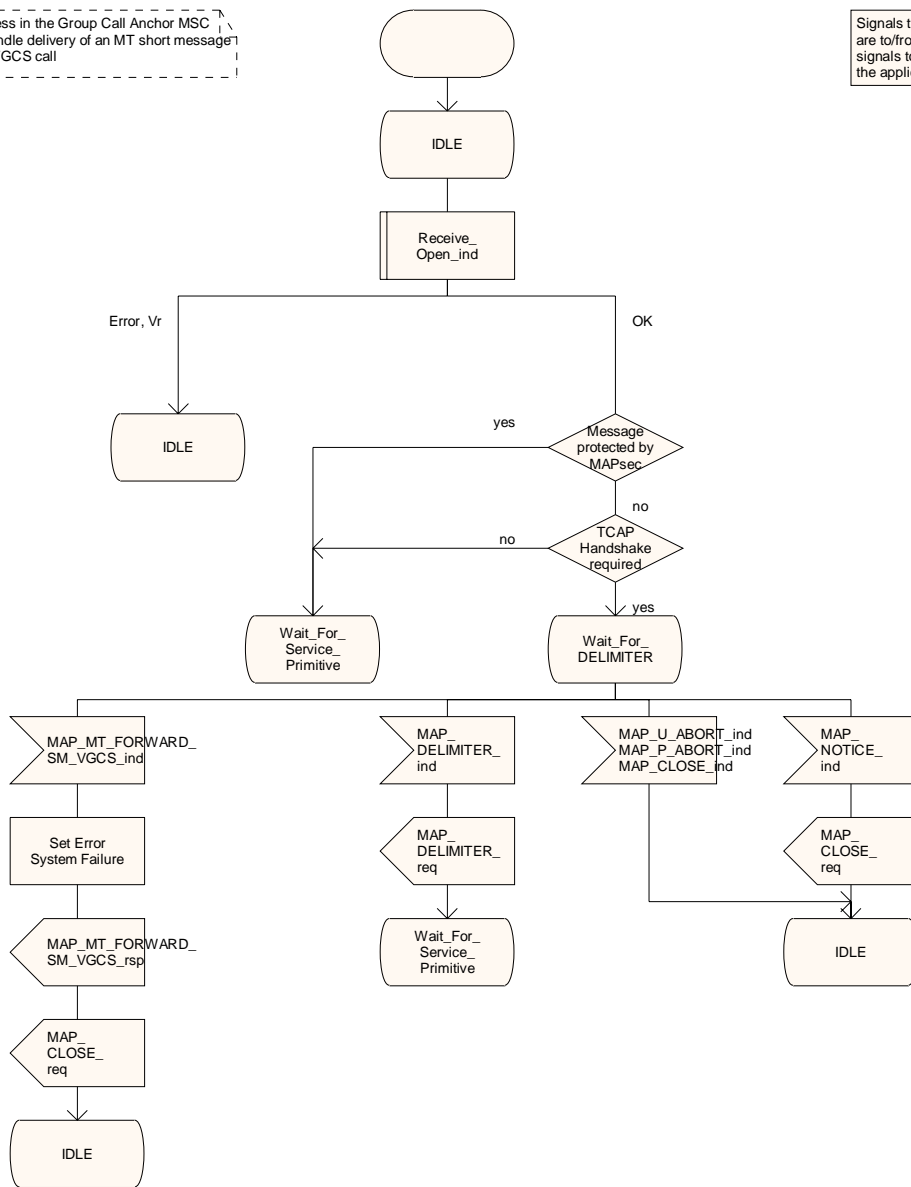 ess in the Group Call Anchor MSC
ndle delivery of an MT short message
GCS call
Signals t
are to/fro
signals to
the appli
IDLE
Receive_
Open_ind
Error, Vr
OK
IDLE
yes
Message
protected by
MAPsec
no
no
TCAP
Handshake
required
yes
Wait_For_
Service_
Primitive
Wait_For_
DELIMITER
MAP_MT_FORWARD_
SM_VGCS_ind
MAP_
DELIMITER_
ind
MAP_U_ABORT_ind
MAP_P_ABORT_ind
MAP_CLOSE_ind
MAP_
NOTICE_
ind
Set Error
System Failure
MAP_
DELIMITER_
req
MAP_
CLOSE_
req
MAP_MT_FORWARD_
SM_VGCS_rsp
Wait_For_
Service_
Primitive
IDLE
MAP_
CLOSE_
req
IDLE